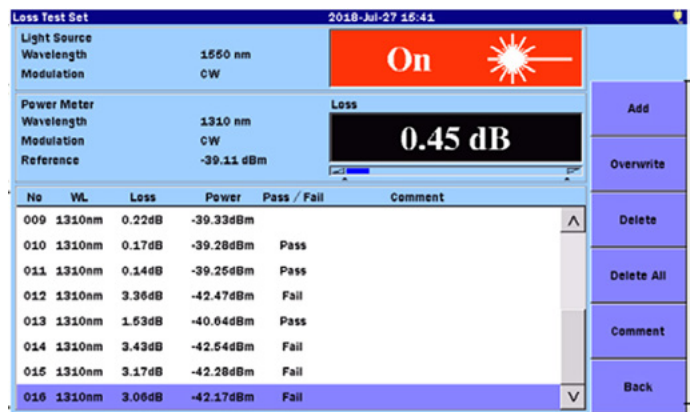 Loss Test Set 2018-Jul-27 15:41
Light Source
Wavelength 1550 nm
Modulation CW
On
Power Meter
Wavelength 1310 nm
Modulation CW
Reference -39.11 dBm
Loss
0.45 dB
No WL Loss Power Pass / Fail Comment
009 1310nm 0.22dB -39.33dBm
010 1310nm 0.17dB -39.28dBm Pass
011 1310nm 0.14dB -39.25dBm Pass
012 1310nm 3.36dB -42.47dBm Fail
013 1310nm 1.53dB -40.64dBm Pass
014 1310nm 3.43dB -42.54dBm Fail
015 1310nm 3.17dB -42.28dBm Fail
016 1310nm 3.06dB -42.17dBm Fail
Add
Overwrite
Delete
Delete All
Comment
Back